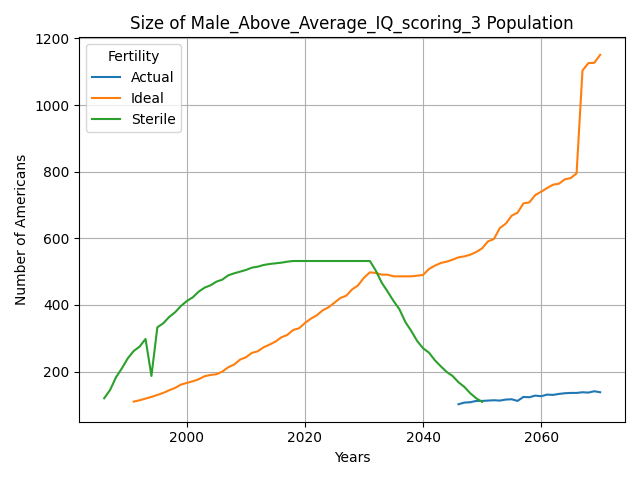 Size of Male_Above_Average_IQ_scoring_3 Population
1200
1000
800
600
400
200
Number of Americans
Fertility
Actual
Ideal
Sterile
2000
2020
2040
2060
Years